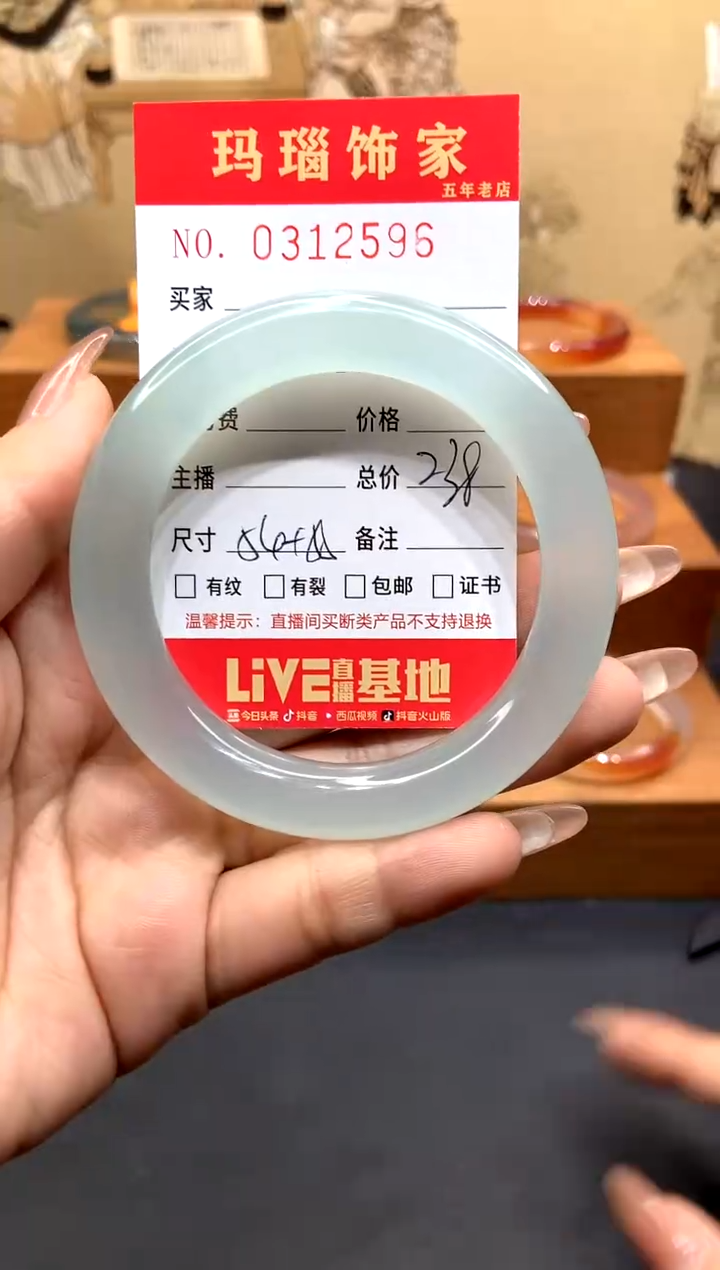 玛瑙饰家
五年老店
NO. 0312596
买家
费 价格
主播 总价 238
尺寸 备注
有纹 有裂 包邮 证书
温馨提示：直播间买断类产品不支持退换
LiVE直播基地
今日头条 抖音 西瓜视频 抖音火山版